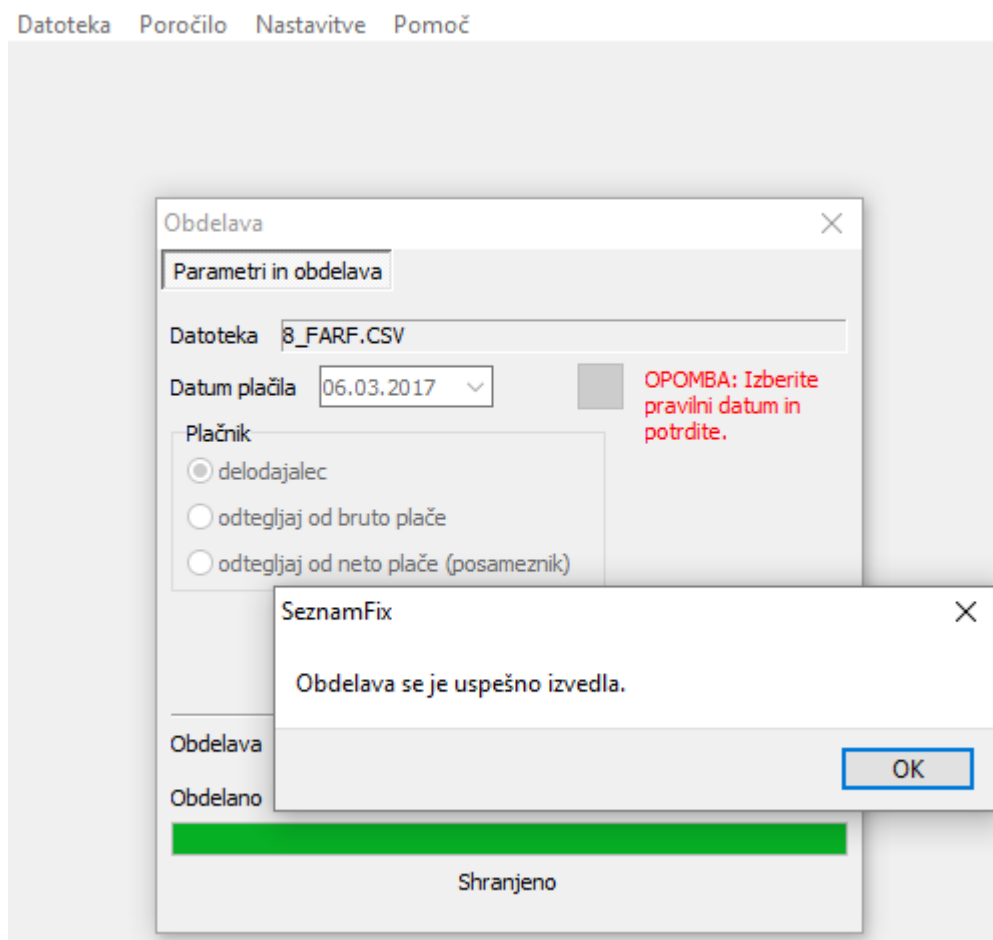 Datoteka Poročilo Nastavitve Pomoč
Obdelava
Parametri in obdelava
Datoteka 8_FARF.CSV
Datum plačila 06.03.2017
OPOMBA: Izberite
pravilni datum in
potrdite.
Plačnik
delodajalec
odtegljaj od bruto plače
odtegljaj od neto plače (posameznik)
SeznamFix
Obdelava se je uspešno izvedla.
OK
Obdelava
Obdelano
Shranjeno